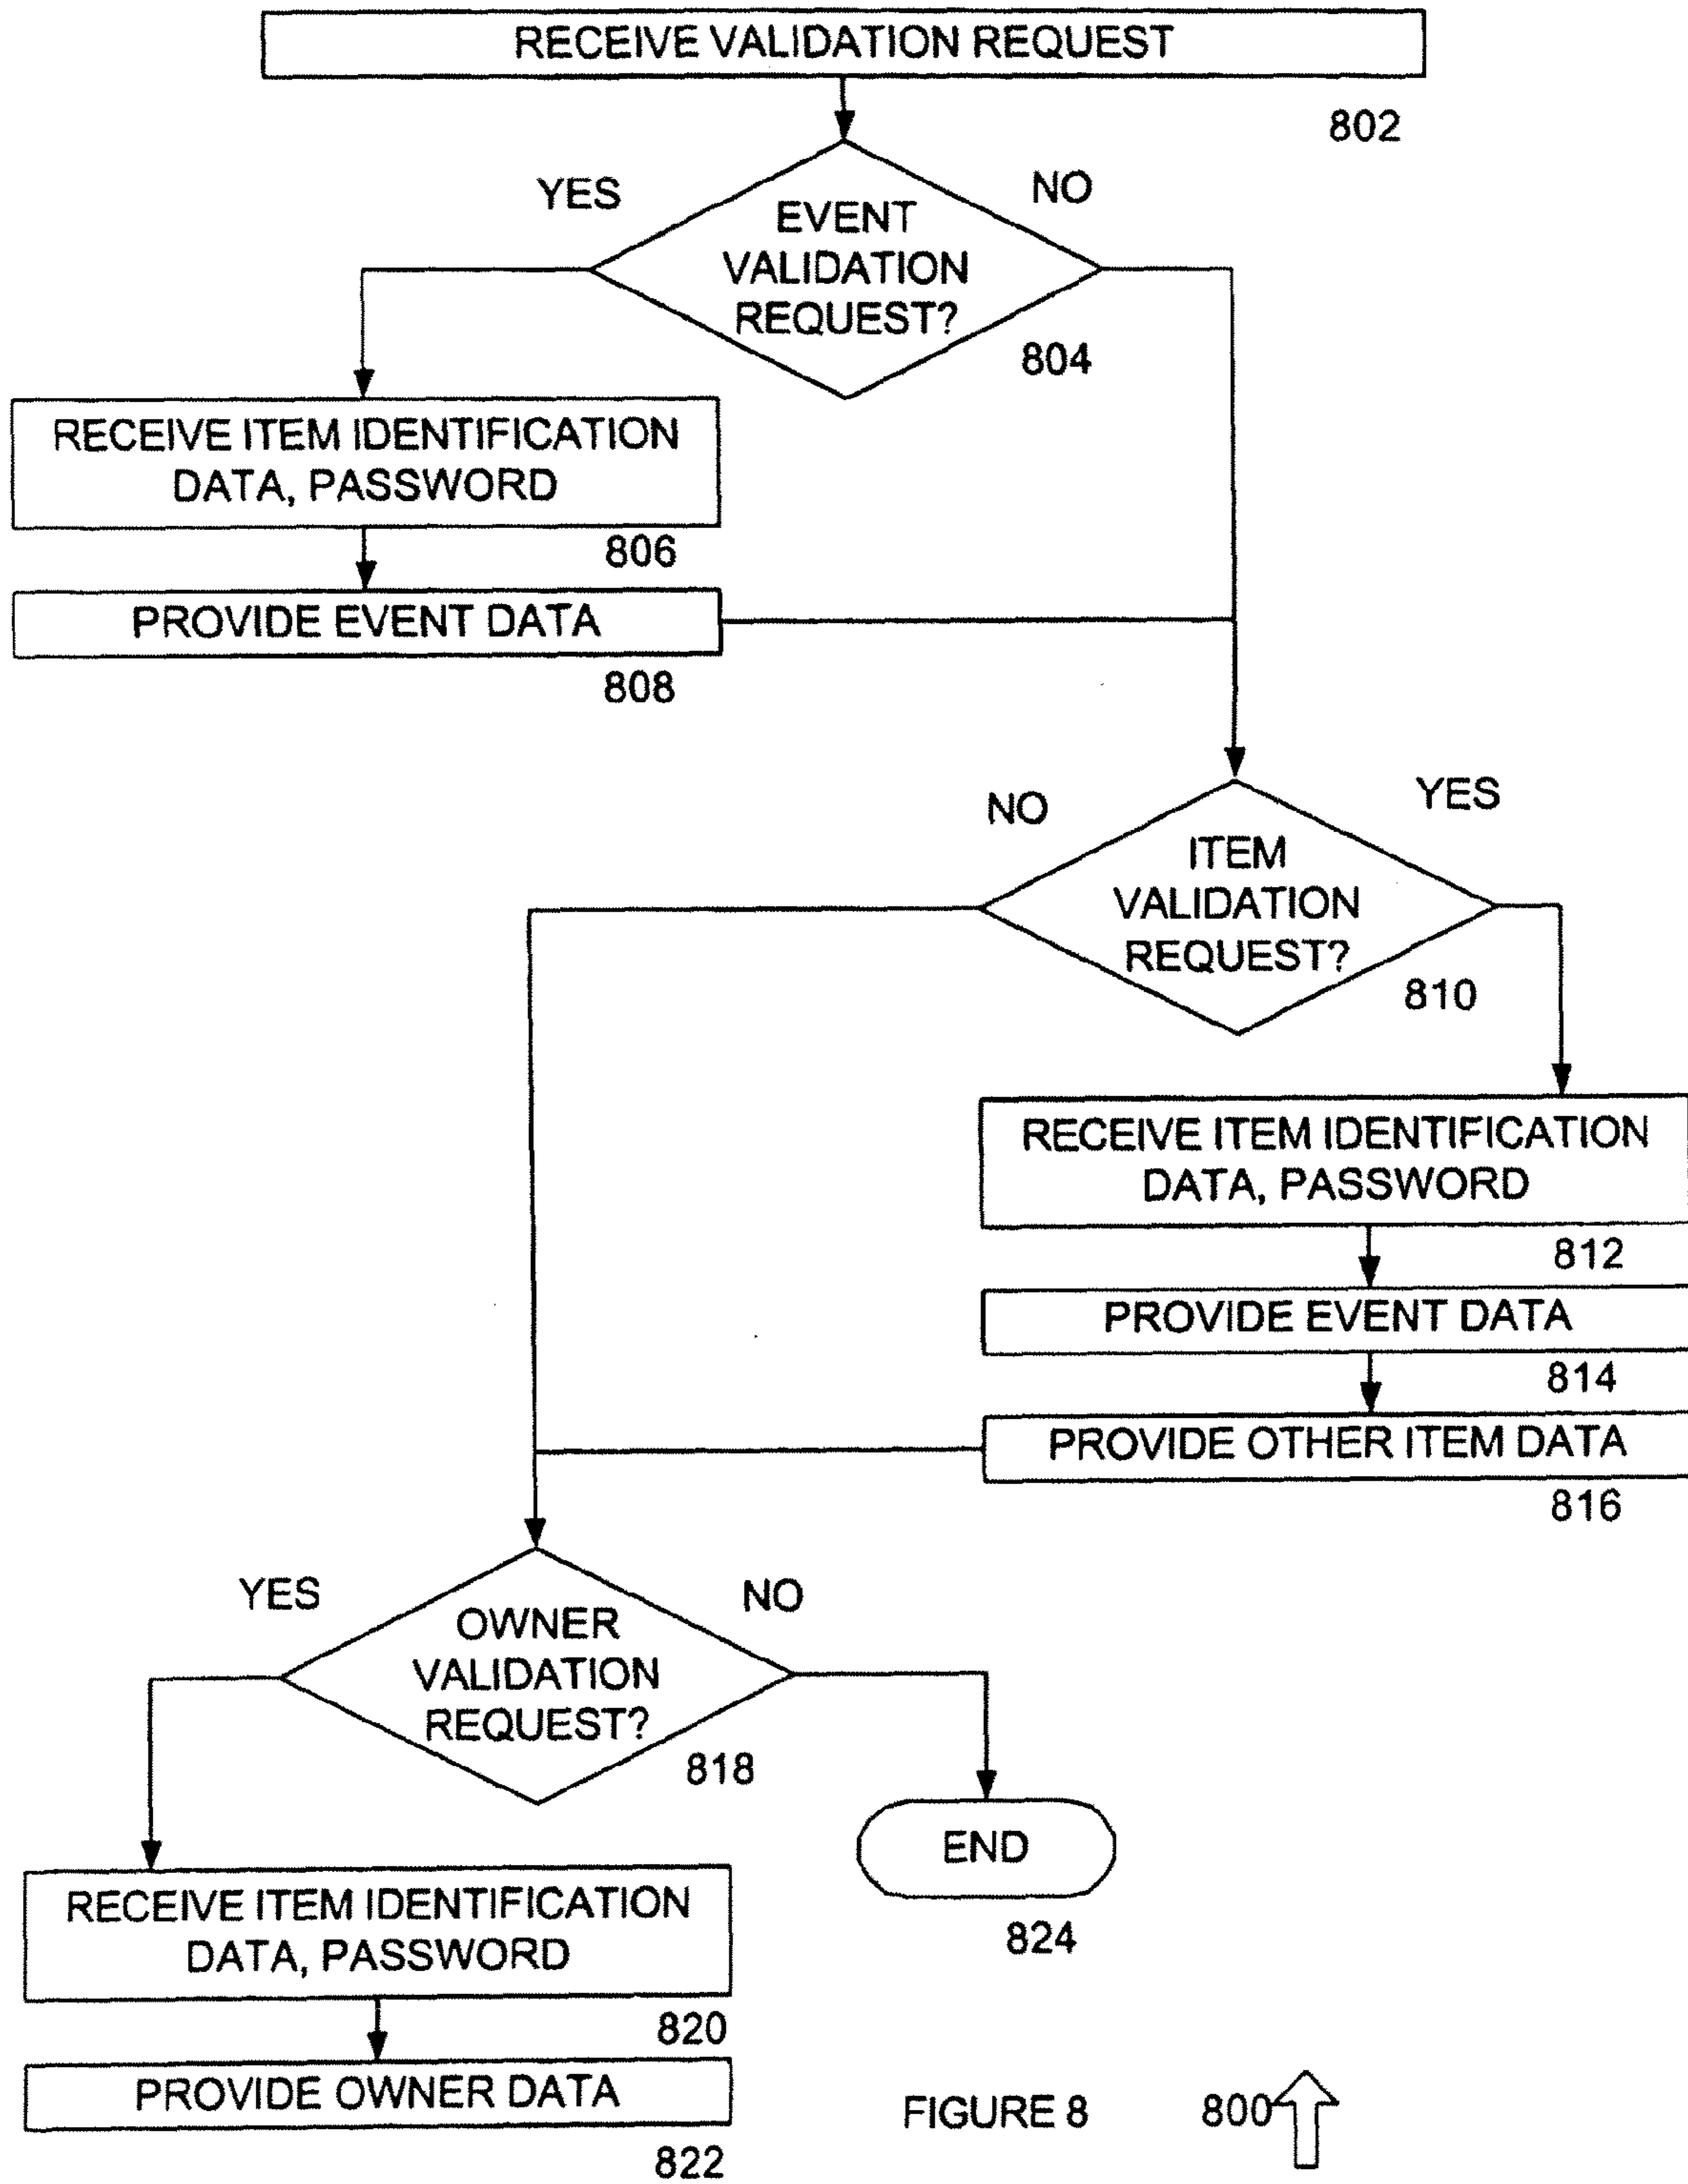 RECEIVE VALIDATION REQUEST
802
YES
NO
EVENT
VALIDATION
REQUEST?
804
RECEIVE ITEM IDENTIFICATION
DATA, PASSWORD
806
PROVIDE EVENT DATA
808
NO
YES
ITEM
VALIDATION
REQUEST?
810
RECEIVE ITEM IDENTIFICATION
DATA, PASSWORD
812
PROVIDE EVENT DATA
814
PROVIDE OTHER ITEM DATA
816
YES
NO
OWNER
VALIDATION
REQUEST?
818
END
824
RECEIVE ITEM IDENTIFICATION
DATA, PASSWORD
820
PROVIDE OWNER DATA
822
FIGURE 8
800